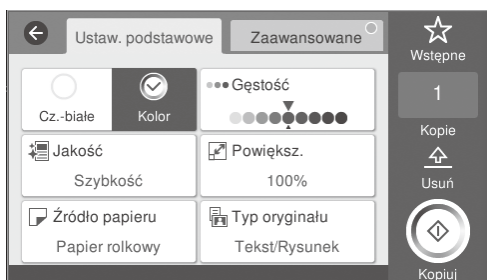 Ustaw. podstawowe
Zaawansowane
Cz.-białe
Kolor
Gęstość
Jakość
Szybkość
Powiększ.
100%
Źródło papieru
Papier rolkowy
Typ oryginału
Tekst/Rysunek
Wstępne
1
Kopie
Usuń
Kopiuj